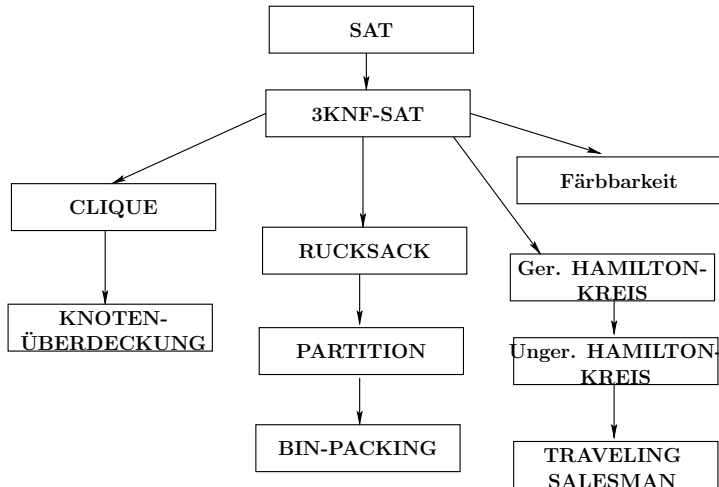 SAT
3KNF-SAT
Färbbarkeit
CLIQUE
RUCKSACK
Ger. HAMILTON-
KREIS
KNOTEN-
ÜBERDECKUNG
PARTITION
Unger. HAMILTON-
KREIS
BIN-PACKING
TRAVELING
SALESMAN